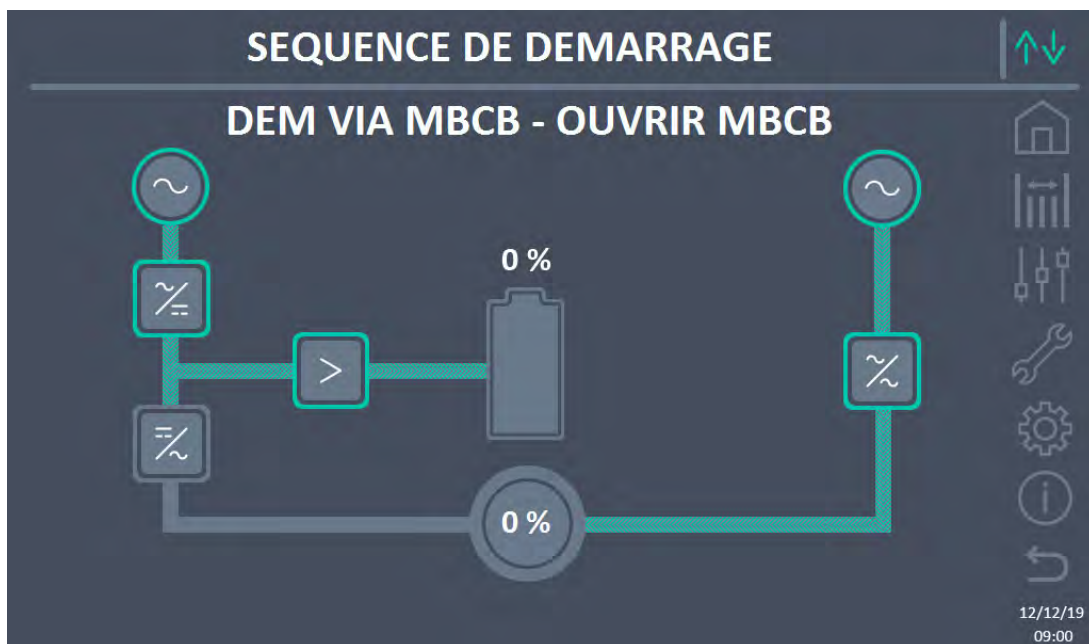 SEQUENCE DE DEMARRAGE
DEM VIA MBCB - OUVRIR MBCB
0 %
0 %
12/12/19
09:00